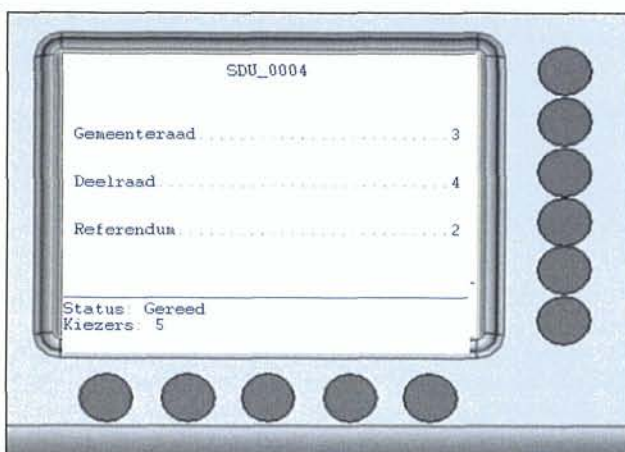 SDU_0004
Gemeenteraad.......................... 3
Deelraad.............................. 4
Referendum............................ 2
Status: Gereed
Kiezers: 5